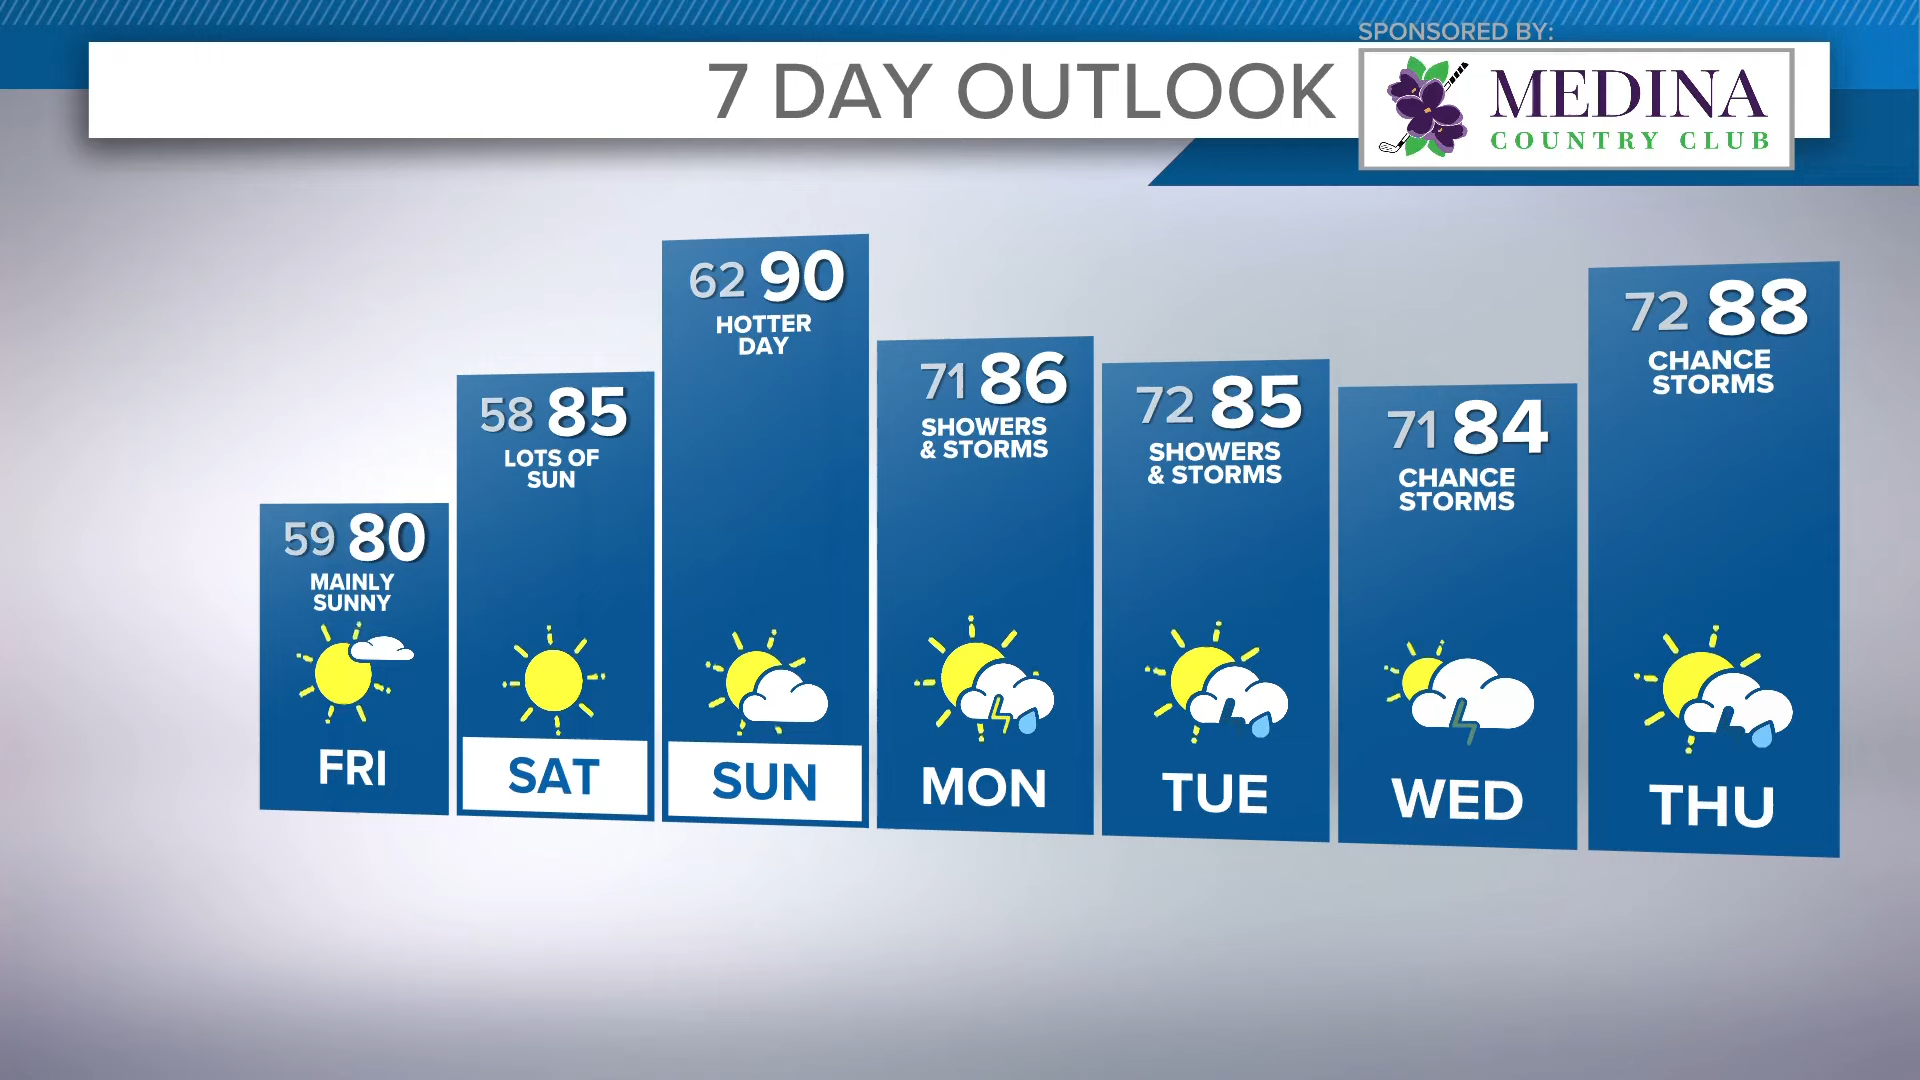 SPONSORED BY:
7 DAY OUTLOOK
MEDINA
COUNTRY CLUB
59 80
MAINLY
SUNNY
FRI
58 85
LOTS OF
SUN
SAT
62 90
HOTTER
DAY
SUN
71 86
SHOWERS
& STORMS
MON
72 85
SHOWERS
& STORMS
TUE
71 84
CHANCE
STORMS
WED
72 88
CHANCE
STORMS
THU